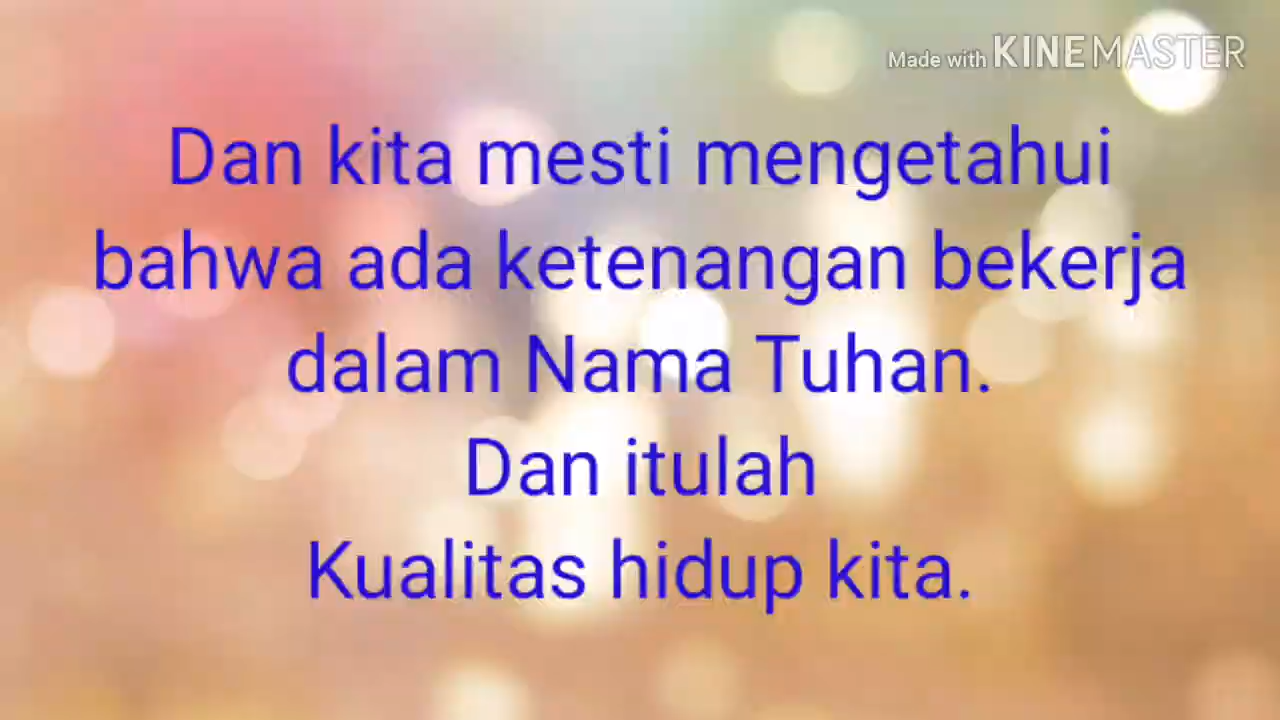 Made with KINEMASTER
Dan kita mesti mengetahui
bahwa ada ketenangan bekerja
dalam Nama Tuhan.
Dan itulah
Kualitas hidup kita.